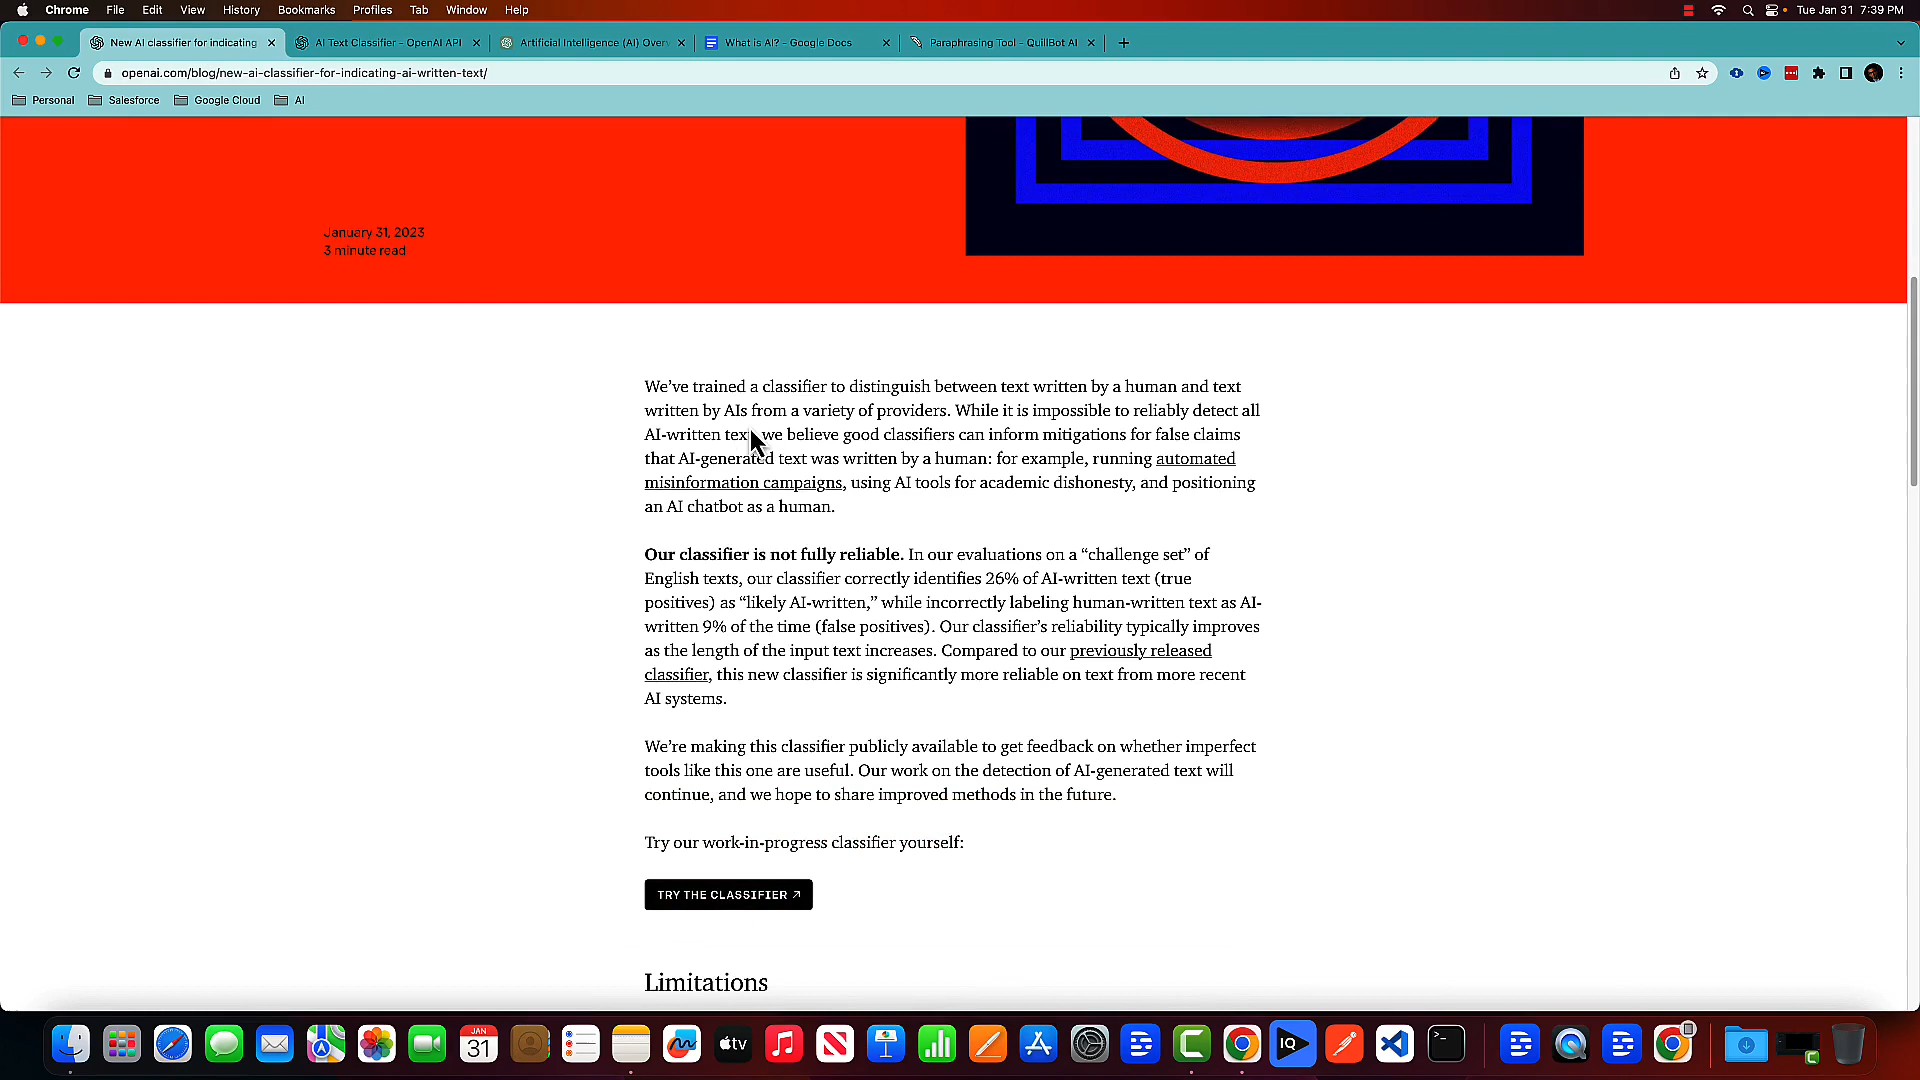 Chrome File Edit View History Bookmarks Profiles Tab Window Help Tue Jan 31 7:39 PM
New AI classifier for indicating AI Text Classifier - OpenAI API Artificial Intelligence (AI) Over What is AI? - Google Docs Paraphrasing Tool - QuillBot AI
openai.com/blog/new-ai-classifier-for-indicating-ai-written-text/
Personal Salesforce Google Cloud AI
January 31, 2023
3 minute read
We’ve trained a classifier to distinguish between text written by a human and text
written by AIs from a variety of providers. While it is impossible to reliably detect all
AI-written text, we believe good classifiers can inform mitigations for false claims
that AI-generated text was written by a human: for example, running automated
misinformation campaigns, using AI tools for academic dishonesty, and positioning
an AI chatbot as a human.
Our classifier is not fully reliable. In our evaluations on a “challenge set” of
English texts, our classifier correctly identifies 26% of AI-written text (true
positives) as “likely AI-written,” while incorrectly labeling human-written text as AI-
written 9% of the time (false positives). Our classifier’s reliability typically improves
as the length of the input text increases. Compared to our previously released
classifier, this new classifier is significantly more reliable on text from more recent
AI systems.
We’re making this classifier publicly available to get feedback on whether imperfect
tools like this one are useful. Our work on the detection of AI-generated text will
continue, and we hope to share improved methods in the future.
Try our work-in-progress classifier yourself:
TRY THE CLASSIFIER ↗
Limitations
JAN
31
tv
IQ